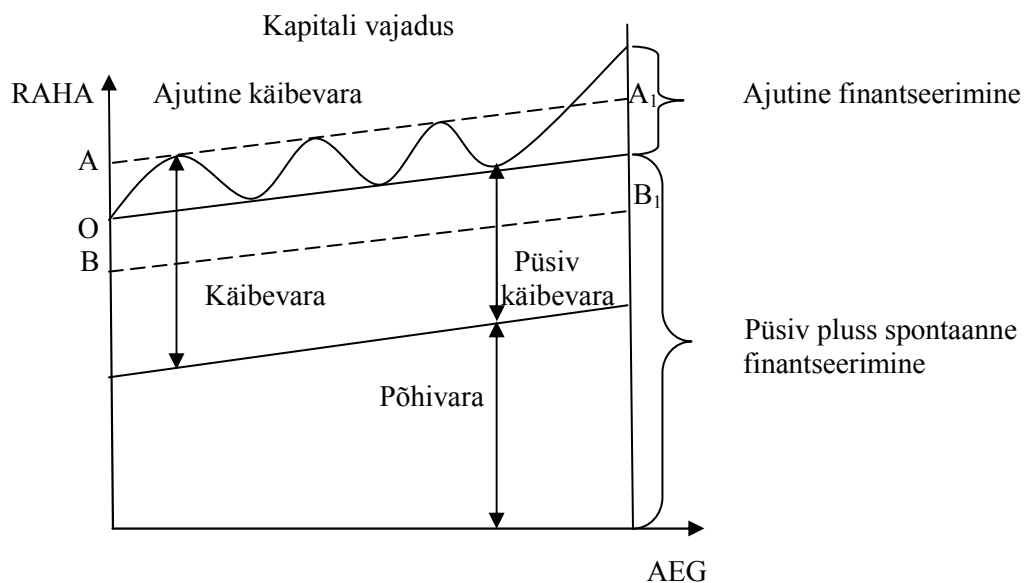 Kapitali vajadus
RAHA
Ajutine käibevara
A₁
Ajutine finantseerimine
A
O
B₁
B
Käibevara
Püsiv
käibevara
Püsiv pluss spontaanne
finantseerimine
Põhivara
AEG